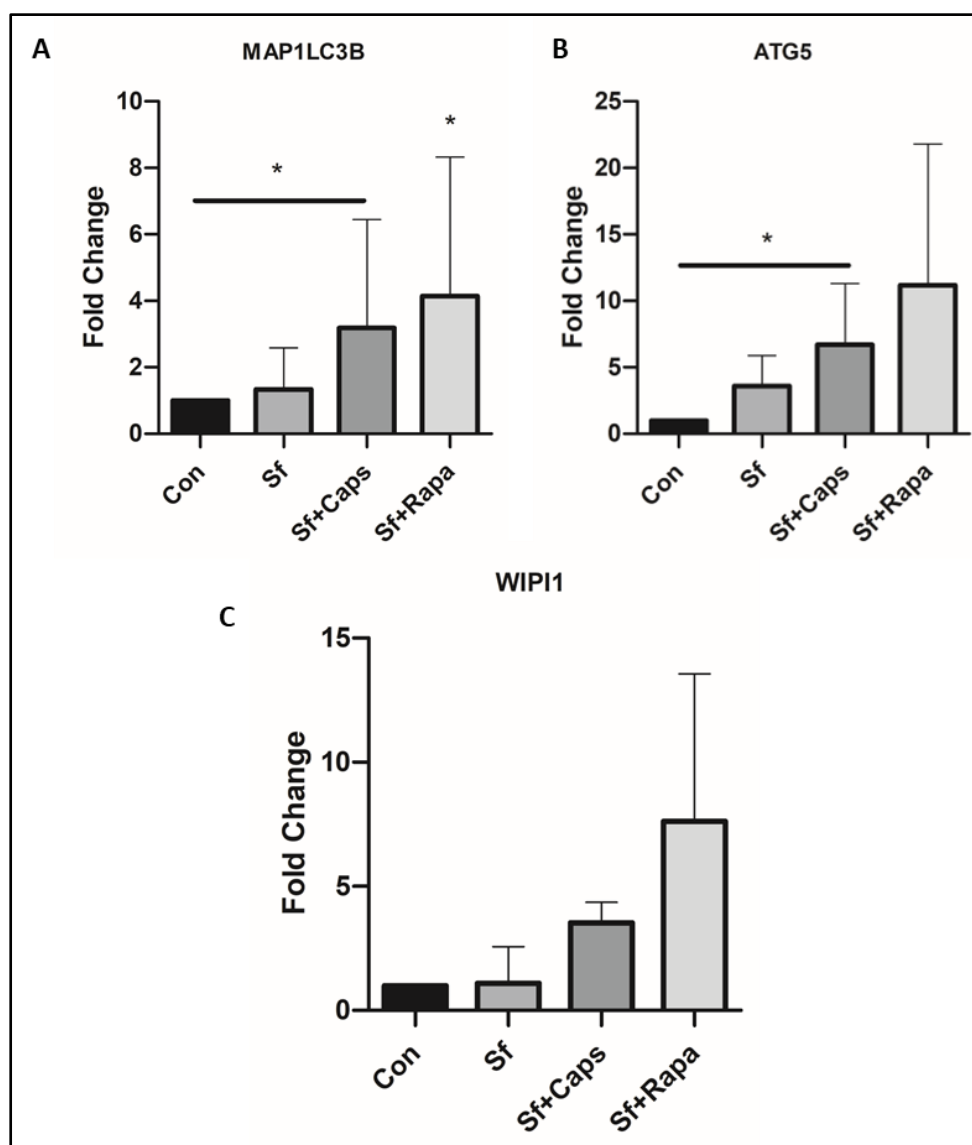 A
MAP1LC3B
Fold Change
10
8
6
4
2
0
*
*
Con
Sf
Sf+Caps
Sf+Rapa
B
ATG5
Fold Change
25
20
15
10
5
0
*
Con
Sf
Sf+Caps
Sf+Rapa
C
WIPI1
Fold Change
15
10
5
0
Con
Sf
Sf+Caps
Sf+Rapa